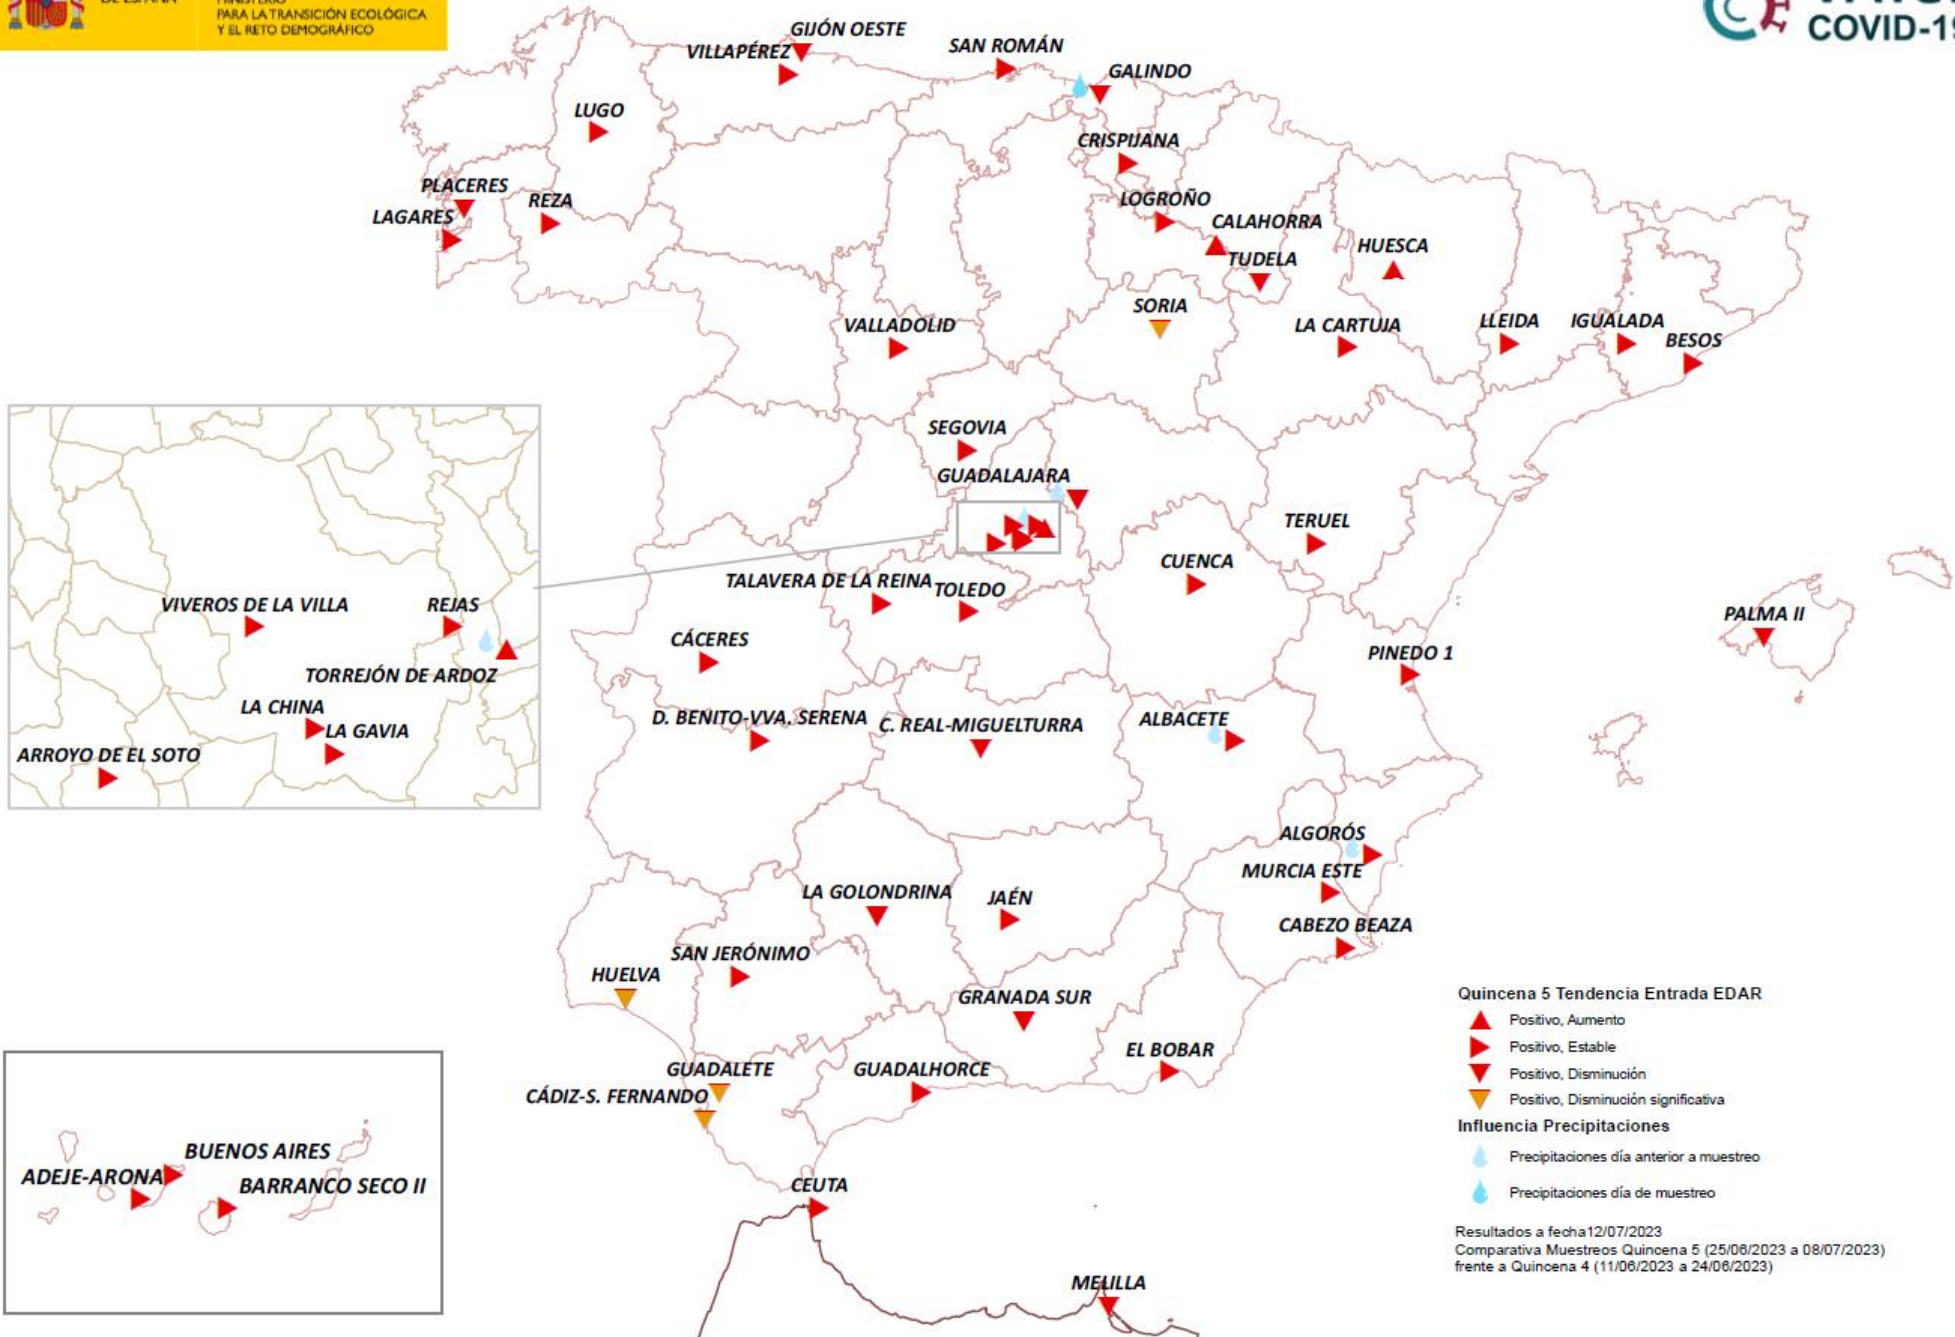 PARA LA TRANSICIÓN ECOLÓGICA
Y EL RETO DEMOGRÁFICO
COVID-19
GIJÓN OESTE
VILLAPÉREZ
SAN ROMÁN
GALINDO
LUGO
CRISPIJANA
PLACERES
REZA
LAGARES
LOGROÑO
CALAHORRA
TUDELA
HUESCA
SORIA
VALLADOLID
LA CARTUJA
LLEIDA
IGUALADA
BESOS
SEGOVIA
GUADALAJARA
TERUEL
CUENCA
TALAVERA DE LA REINA
TOLEDO
CÁCERES
PALMA II
PINEDO 1
VIVEROS DE LA VILLA
REJAS
TORREJÓN DE ARDOZ
LA CHINA
LA GAVIA
ARROYO DE EL SOTO
D. BENITO-VVA. SERENA
C. REAL-MIGUELTURRA
ALBACETE
ALGORÓS
MURCIA ESTE
LA GOLONDRINA
JAÉN
CABEZO BEAZA
SAN JERÓNIMO
HUELVA
GRANADA SUR
EL BOBAR
GUADALETE
GUADALHORCE
CÁDIZ-S. FERNANDO
BUENOS AIRES
ADEJE-ARONA
BARRANCO SECO II
CEUTA
MELILLA
Quincena 5 Tendencia Entrada EDAR
Positivo, Aumento
Positivo, Estable
Positivo, Disminución
Positivo, Disminución significativa
Influencia Precipitaciones
Precipitaciones día anterior a muestreo
Precipitaciones día de muestreo
Resultados a fecha12/07/2023
Comparativa Muestreos Quincena 5 (25/06/2023 a 08/07/2023)
frente a Quincena 4 (11/06/2023 a 24/06/2023)